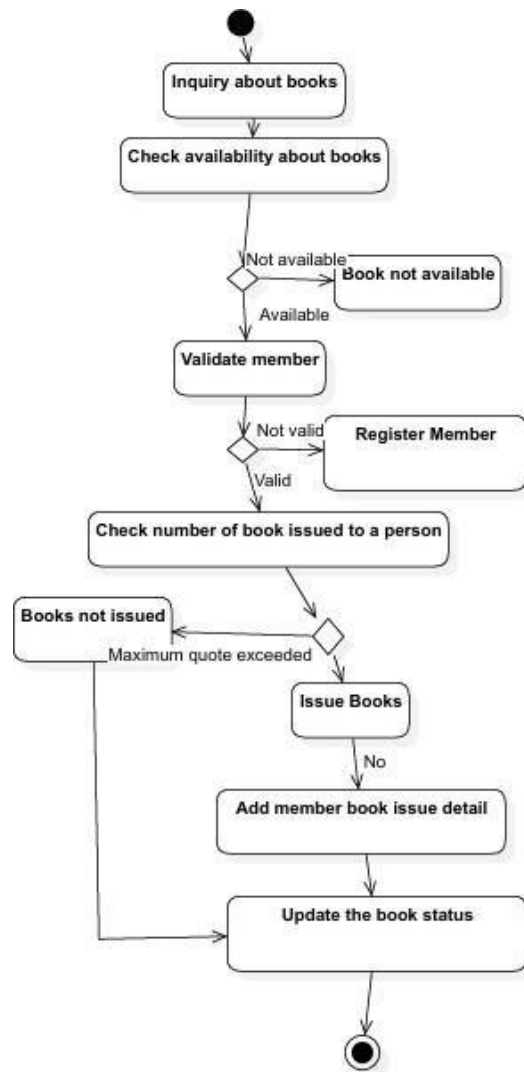 Inquiry about books
Check availability about books
Not available
Book not available
Available
Validate member
Not valid
Register Member
Valid
Check number of book issued to a person
Books not issued
Maximum quote exceeded
Issue Books
No
Add member book issue detail
Update the book status